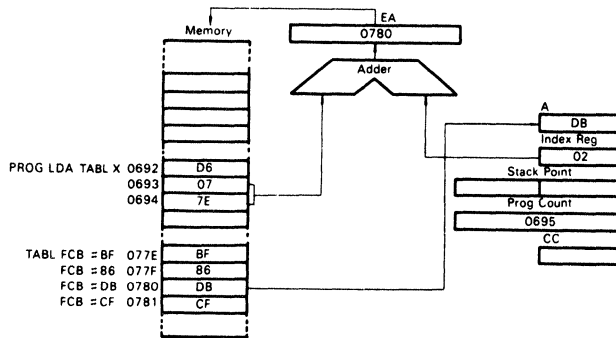 EA
Memory
0780
Adder
A
DB
Index Reg
02
Stack Point
Prog Count
0695
CC
PROG LDA TABL X 0692 D6
0693 07
0694 7E
TABL FCB =BF 077E BF
FCB =86 077F 86
FCB =DB 0780 DB
FCB =CF 0781 CF